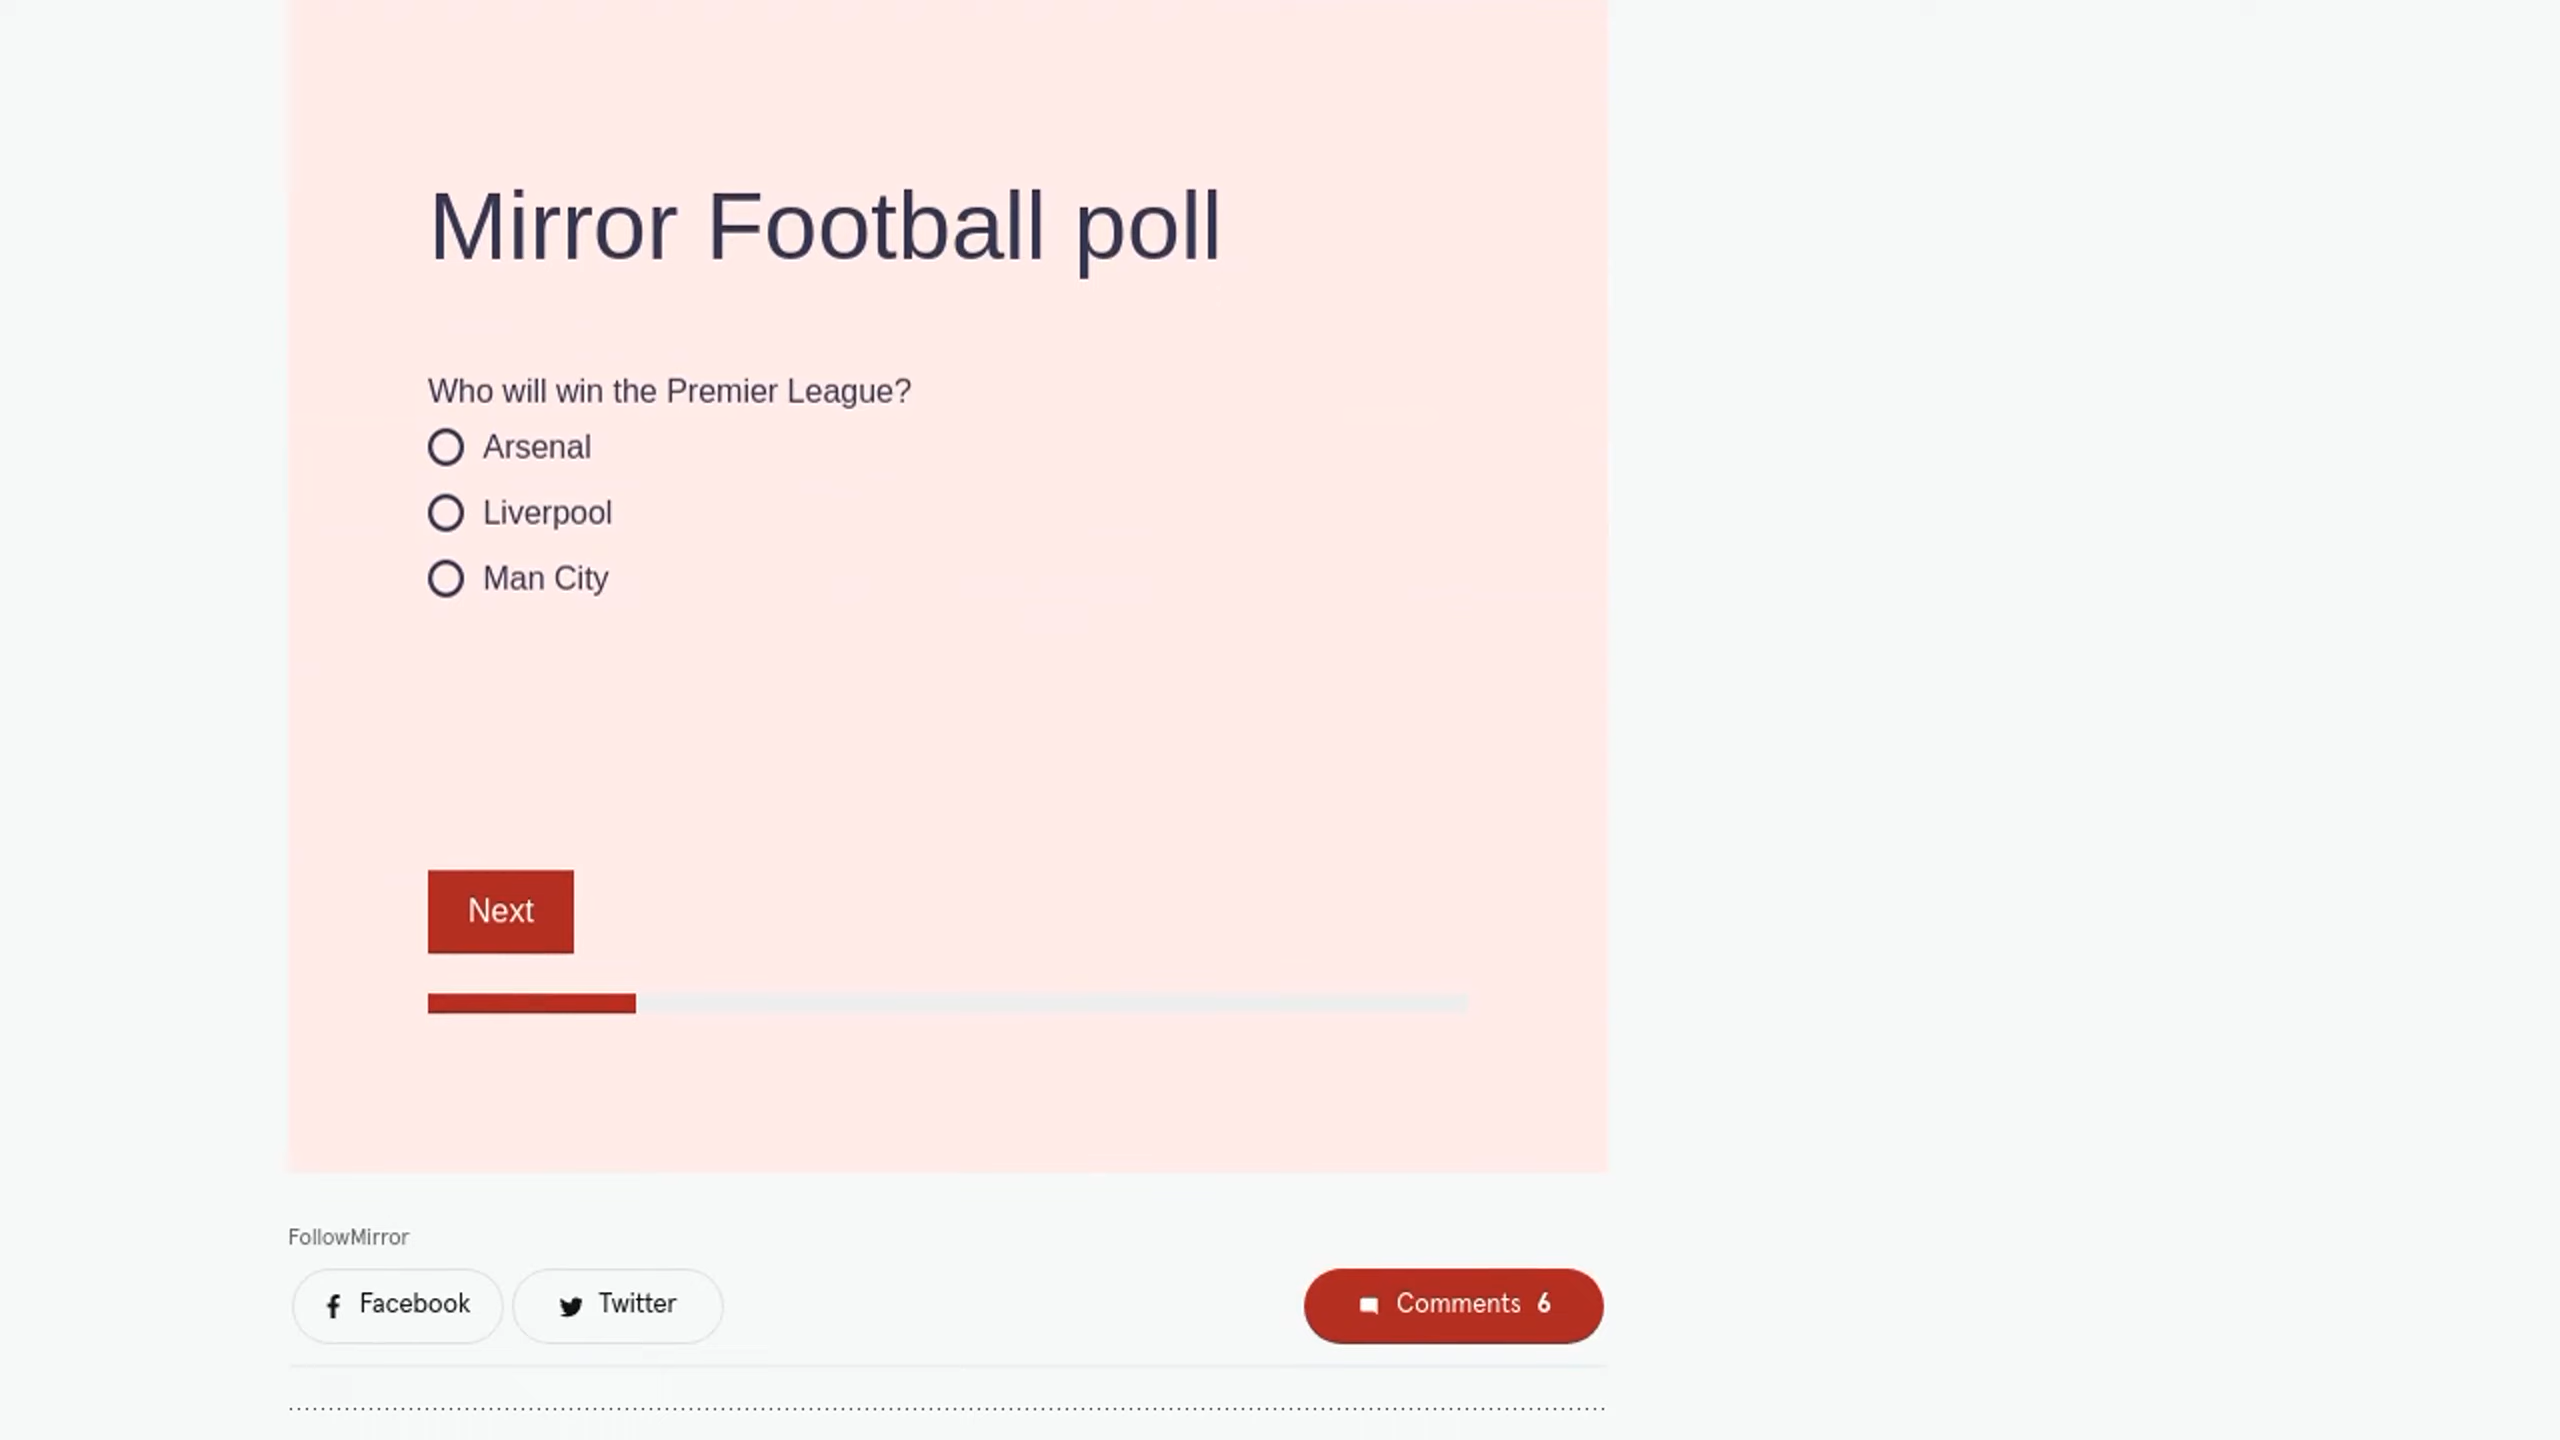 Mirror Football poll
Who will win the Premier League?
Arsenal
Liverpool
Man City
Next
FollowMirror
Facebook
Twitter
Comments 6